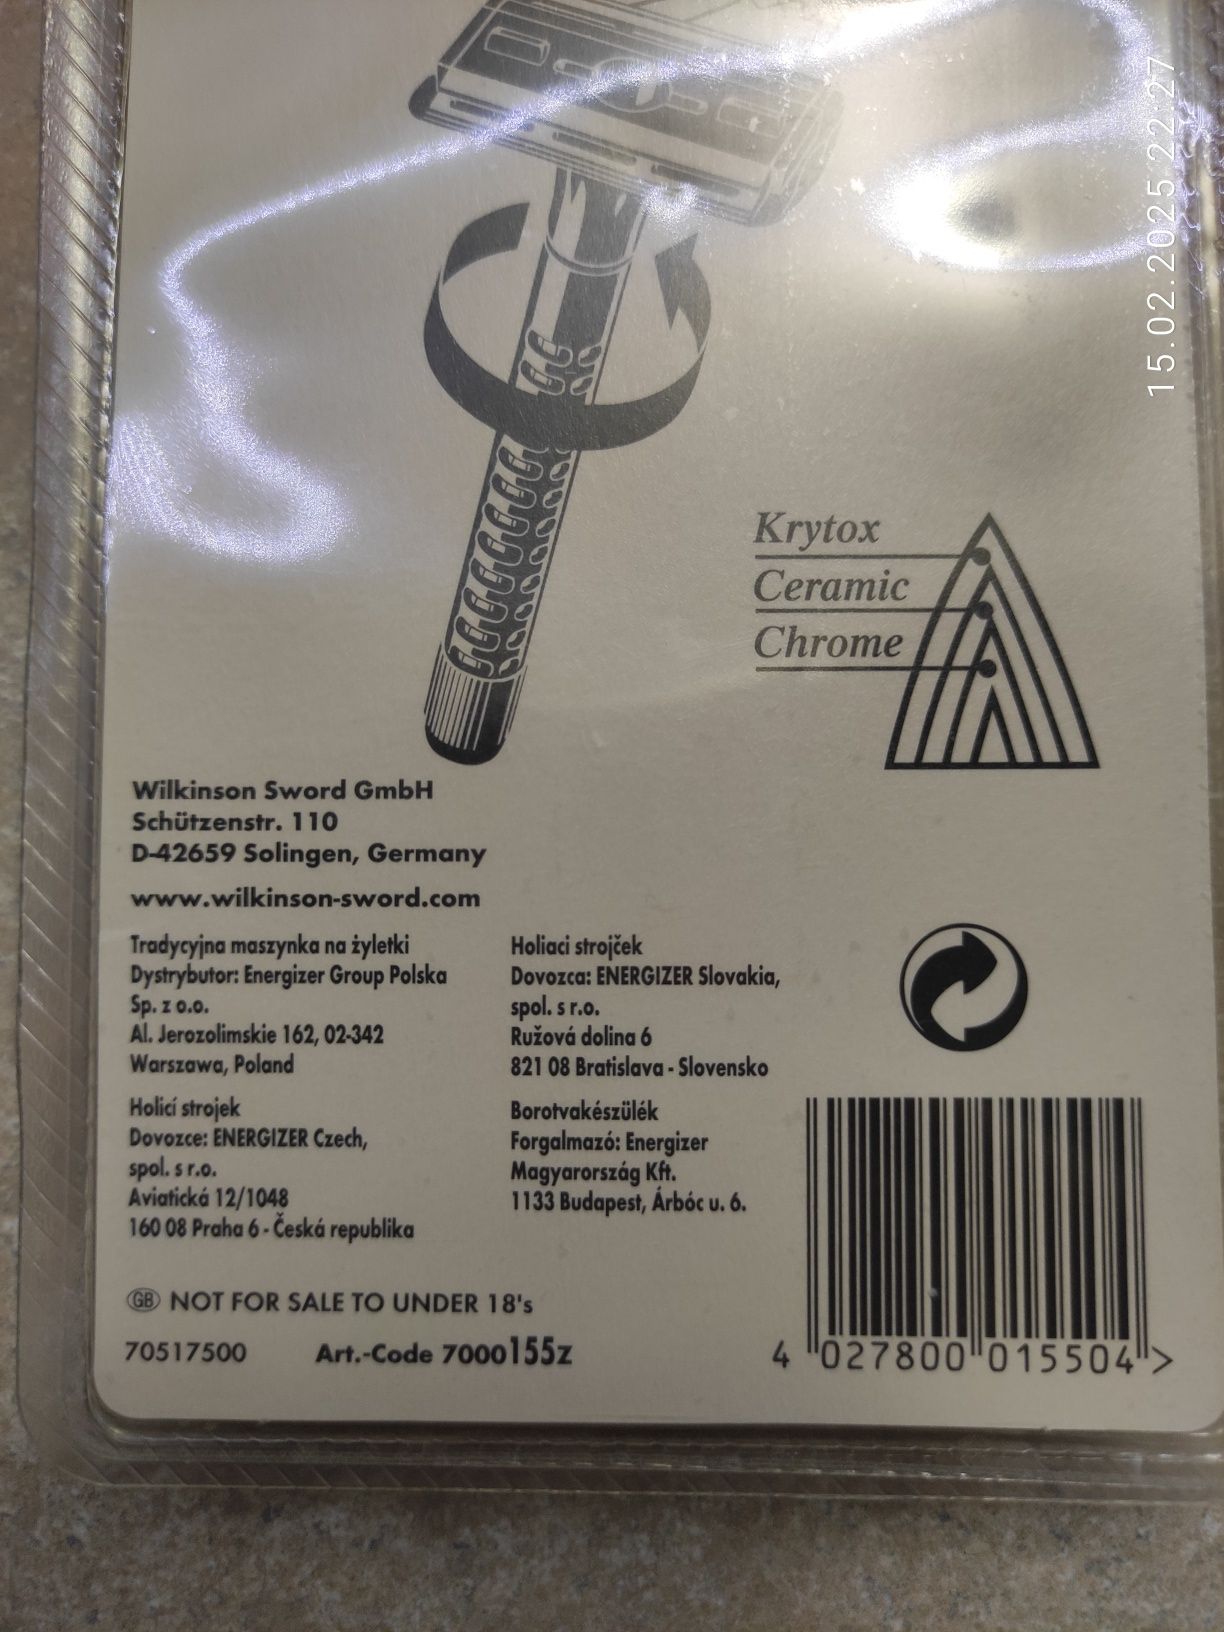 15.02.2025 22:27
Krytox
Ceramic
Chrome
Wilkinson Sword GmbH
Schützenstr. 110
D-42659 Solingen, Germany
www.wilkinson-sword.com
Tradycyjna maszynka na żyletki
Dystrybutor: Energizer Group Polska
Sp. z o.o.
Al. Jerozolimskie 162, 02-342
Warszawa, Poland
Holiaci strojček
Dovozca: ENERGIZER Slovakia,
spol. s r.o.
Ružová dolina 6
821 08 Bratislava - Slovensko
Holicí strojek
Dovozce: ENERGIZER Czech,
spol. s r.o.
Aviatická 12/1048
160 08 Praha 6 - Česká republika
Borotvakészülék
Forgalmazó: Energizer
Magyarország Kft.
1133 Budapest, Árbóc u. 6.
GB NOT FOR SALE TO UNDER 18's
70517500 Art.-Code 7000155z
4 027800 015504 >